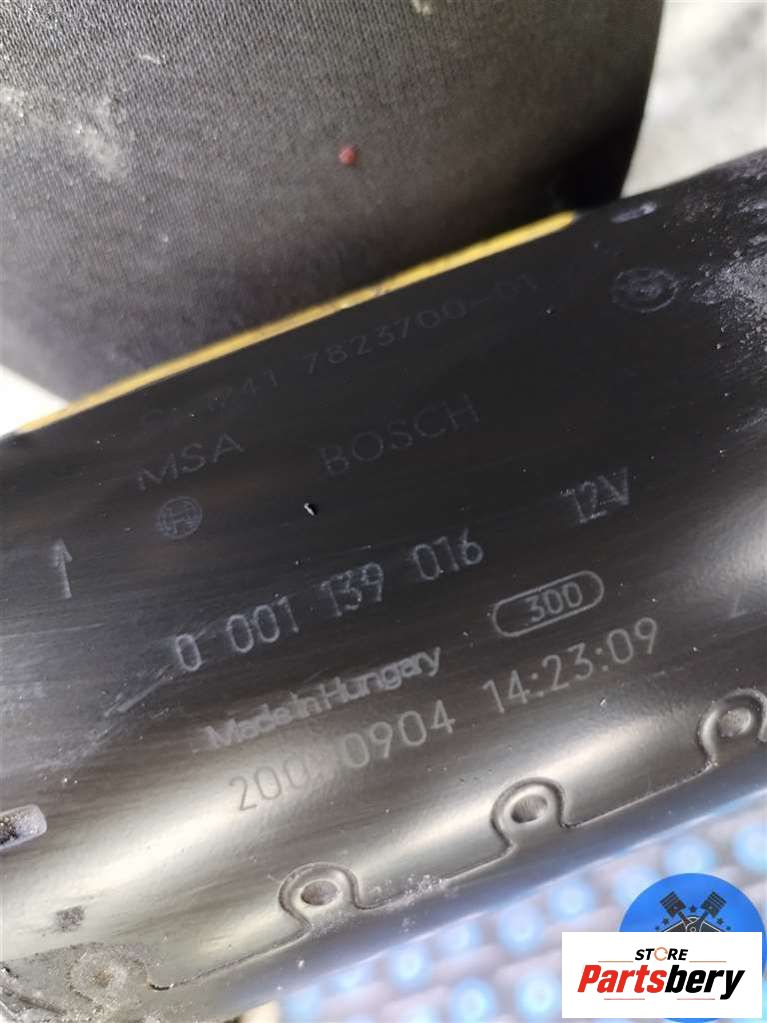 1241 7823700-01
MSA BOSCH
0 001 139 016 12V
300
Made in Hungary
0904 14:23:09
STORE
Partsbery